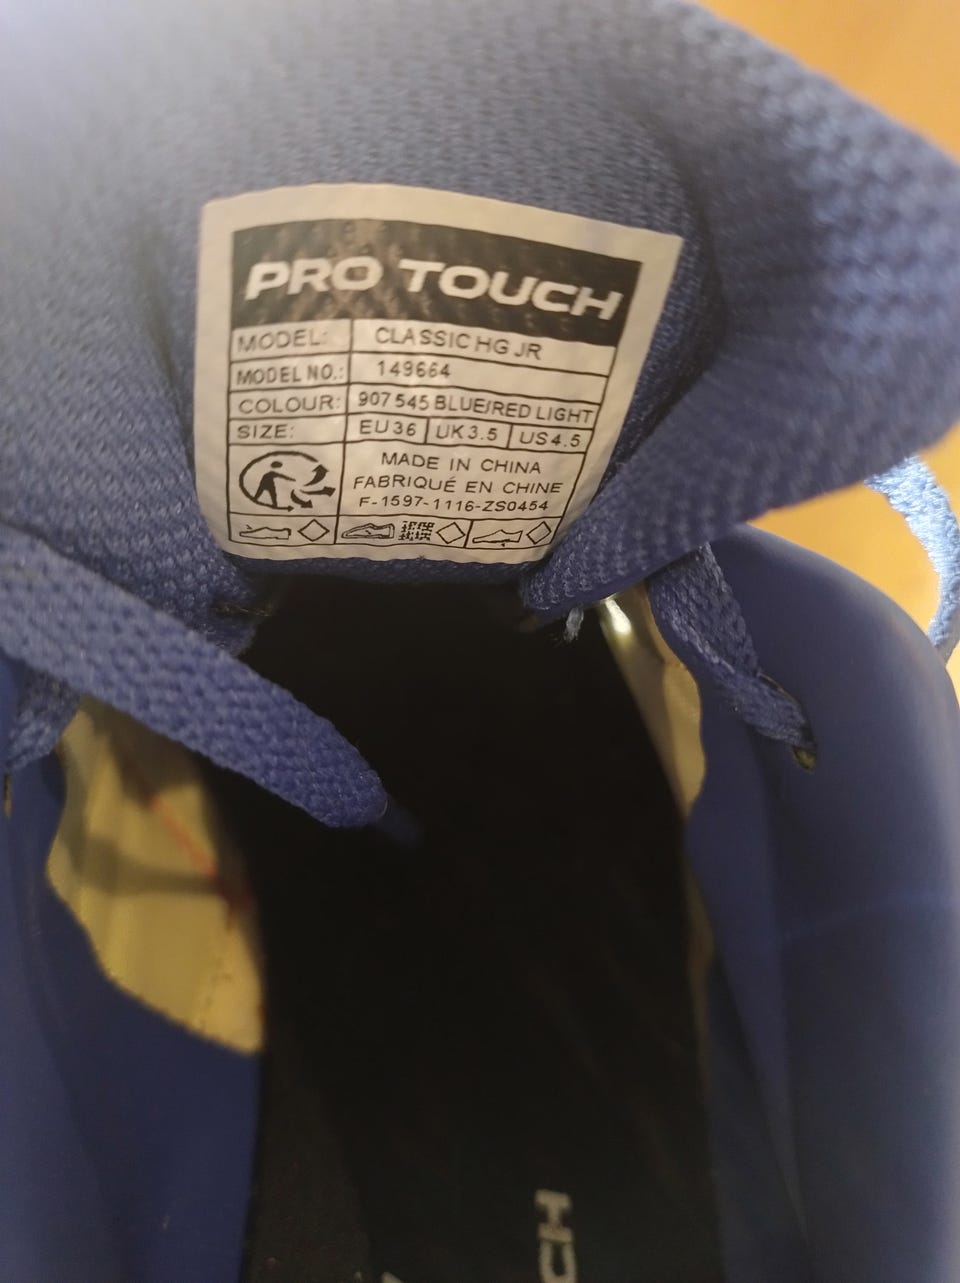 PRO TOUCH
MODEL: CLASSIC HG JR
MODEL NO.: 149664
COLOUR: 907 545 BLUE/RED LIGHT
SIZE: EU 36 UK 3.5 US 4.5
MADE IN CHINA
FABRIQUÉ EN CHINE
F-1597-1116-ZS0454
CH